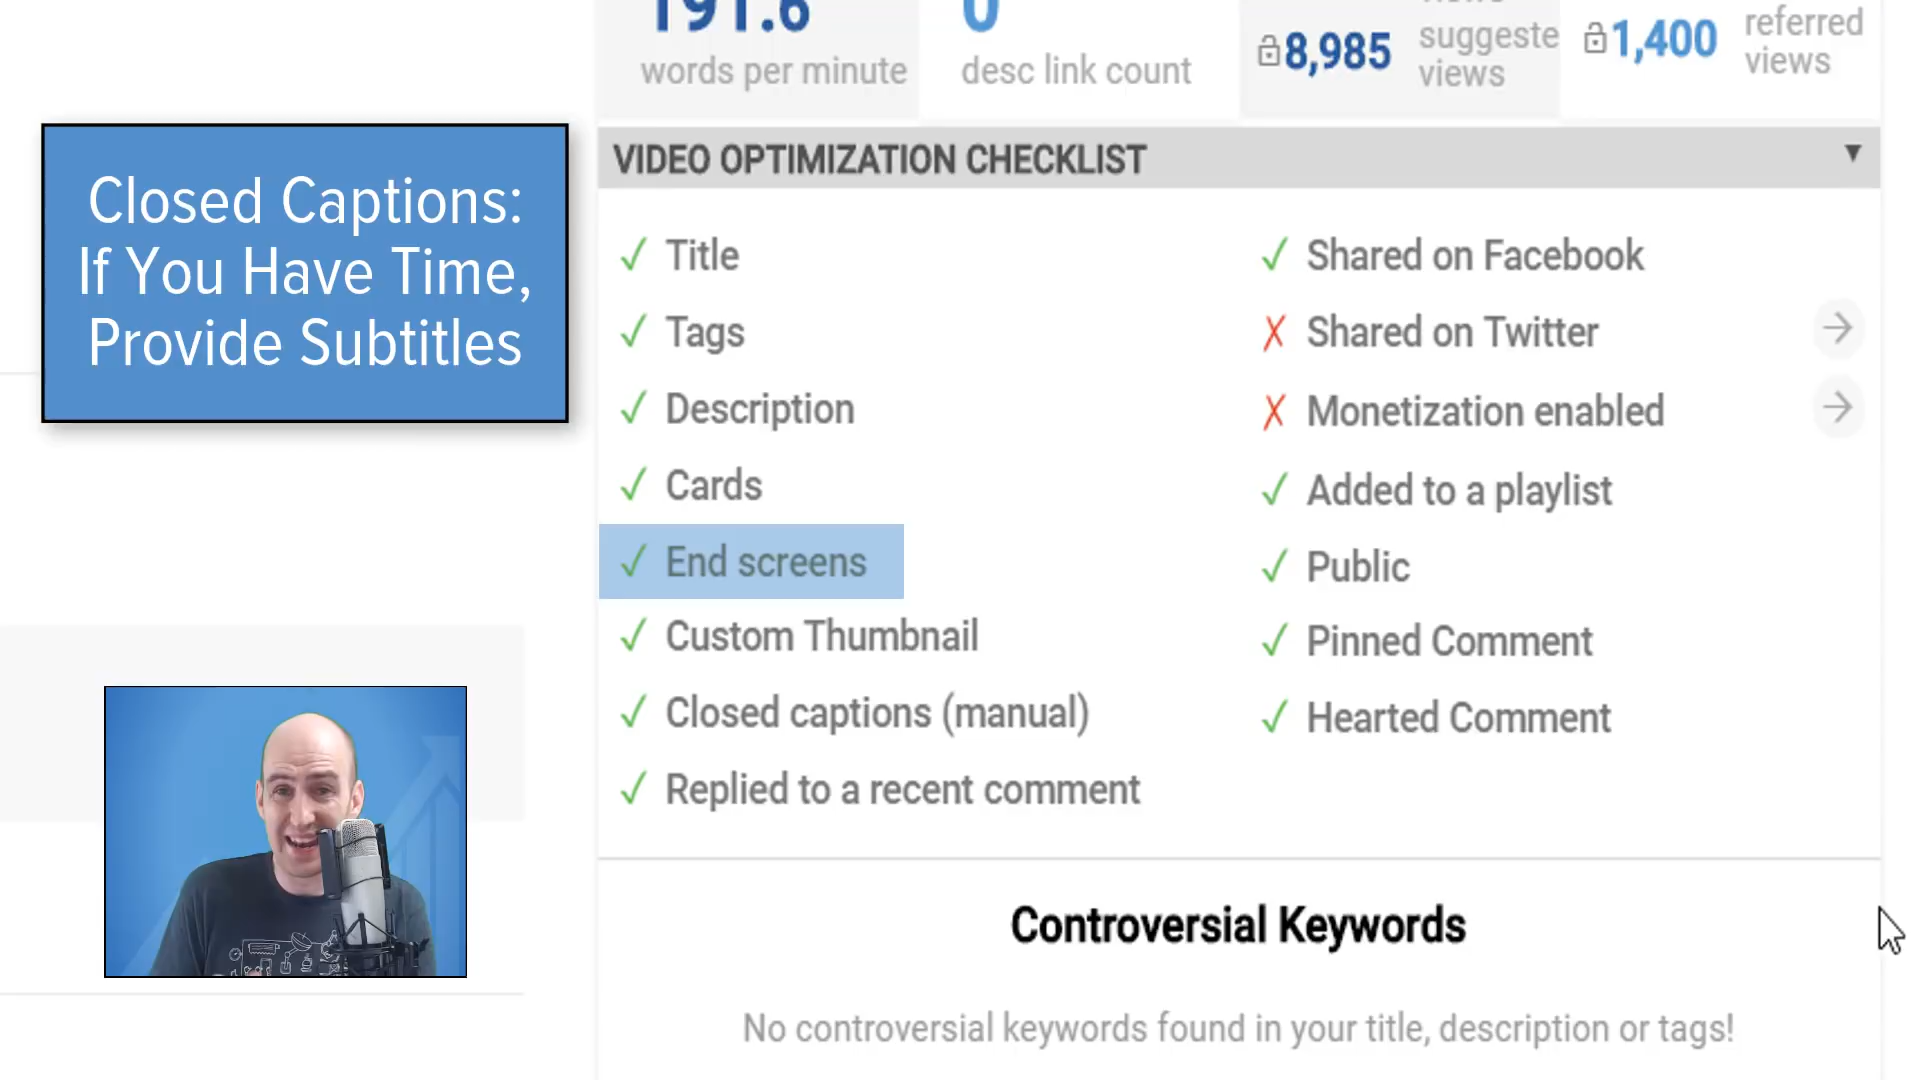 191.6
words per minute
0
desc link count
8,985
suggeste
views
1,400
referred
views
Closed Captions:
If You Have Time,
Provide Subtitles
VIDEO OPTIMIZATION CHECKLIST
✓ Title
✓ Tags
✓ Description
✓ Cards
✓ End screens
✓ Custom Thumbnail
✓ Closed captions (manual)
✓ Replied to a recent comment
✓ Shared on Facebook
✗ Shared on Twitter
✗ Monetization enabled
✓ Added to a playlist
✓ Public
✓ Pinned Comment
✓ Hearted Comment
Controversial Keywords
No controversial keywords found in your title, description or tags!